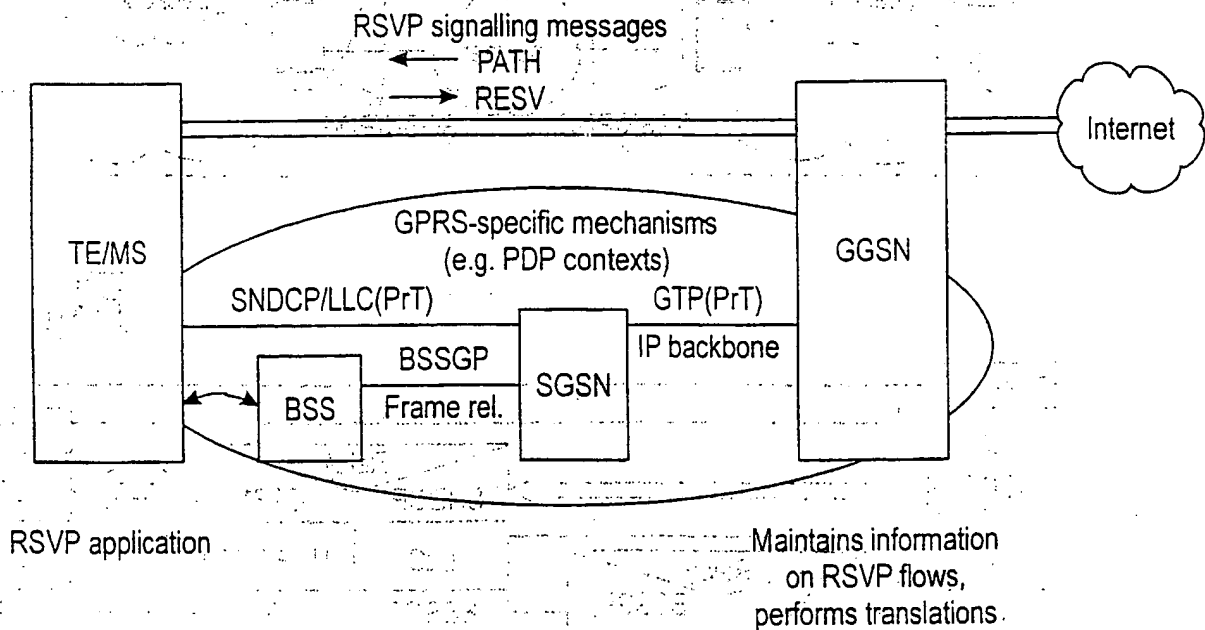 RSVP signalling messages
PATH
RESV
Internet
TE/MS
GPRS-specific mechanisms
(e.g. PDP contexts)
GGSN
SNDCP/LLC(PrT)
GTP(PrT)
IP backbone
BSSGP
SGSN
BSS
Frame rel.
RSVP application
Maintains information
on RSVP flows,
performs translations